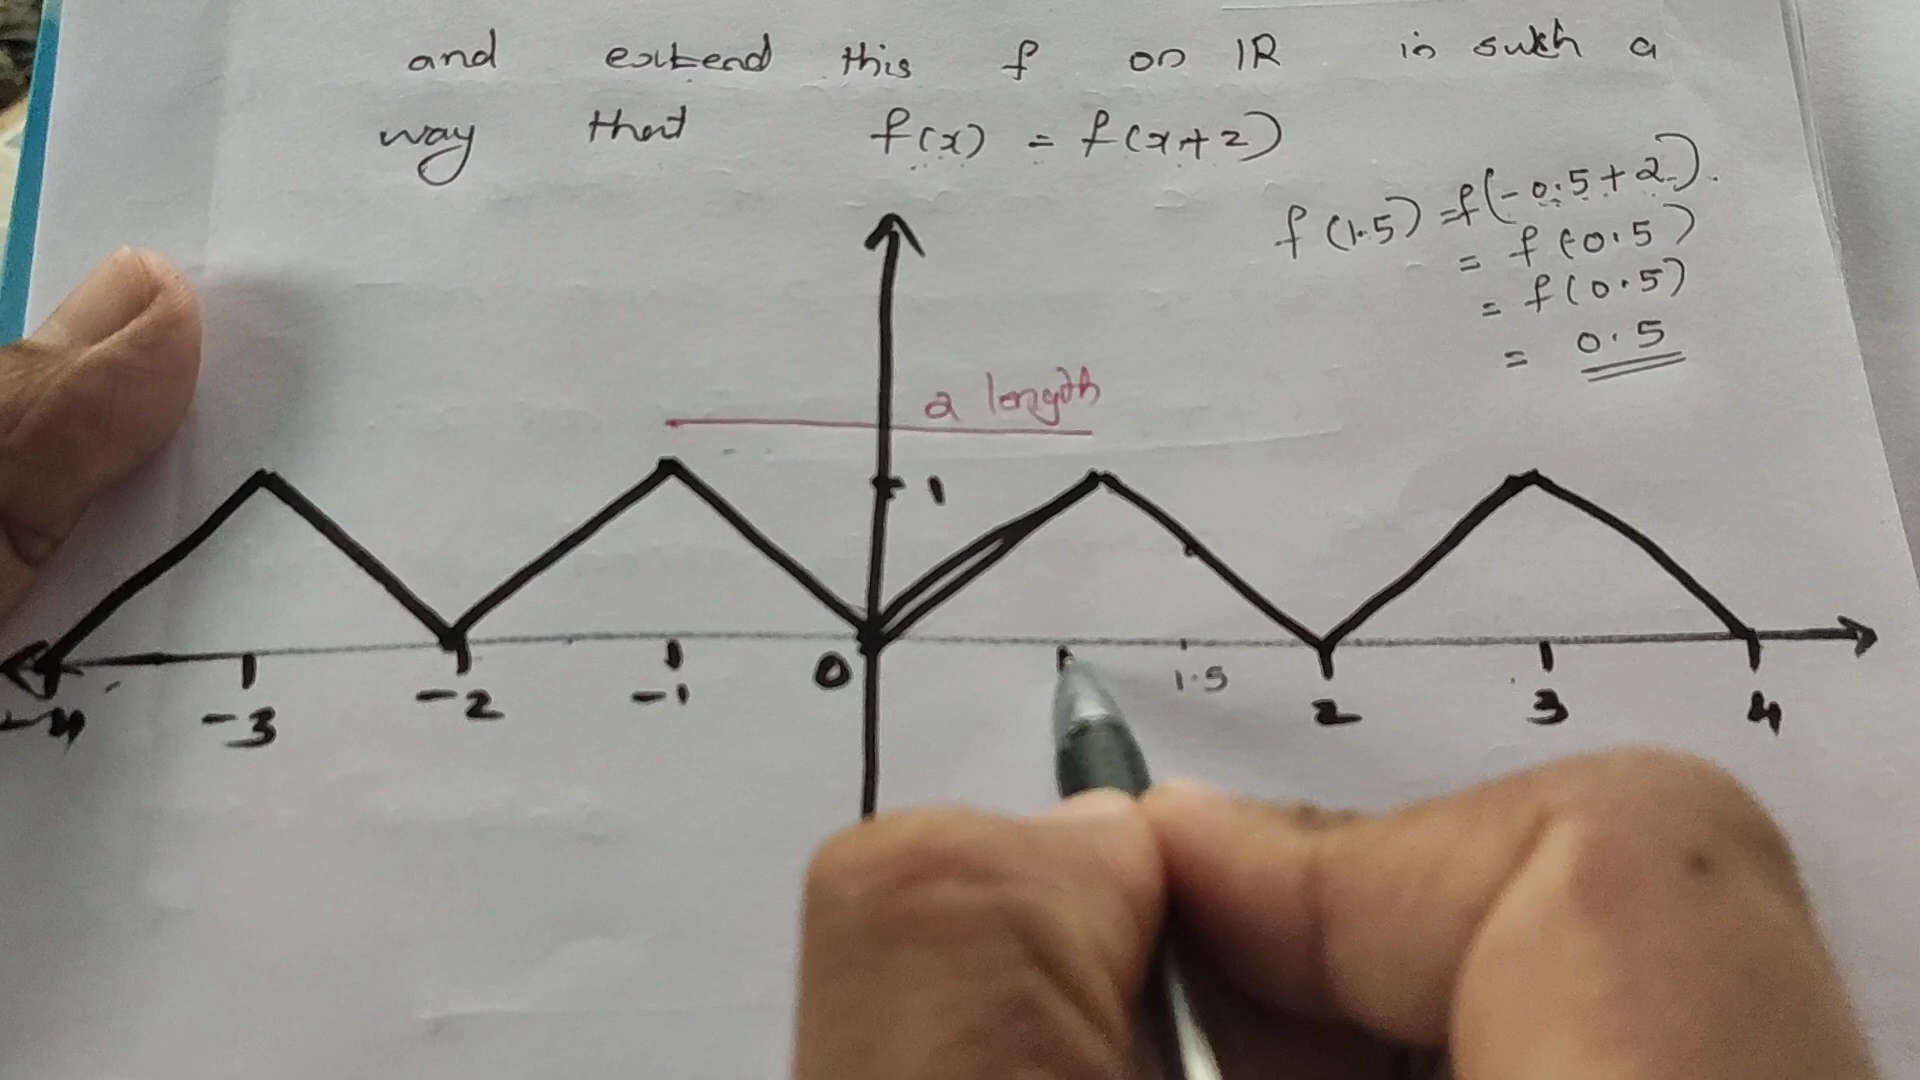 and extend this f on IR in such a
way that f(x) = f(x+2)
f(1.5) = f(-0.5+2).
= f(-0.5)
= f(0.5)
= 0.5
2 length
1
-4 -3 -2 -1 0 1.5 2 3 4